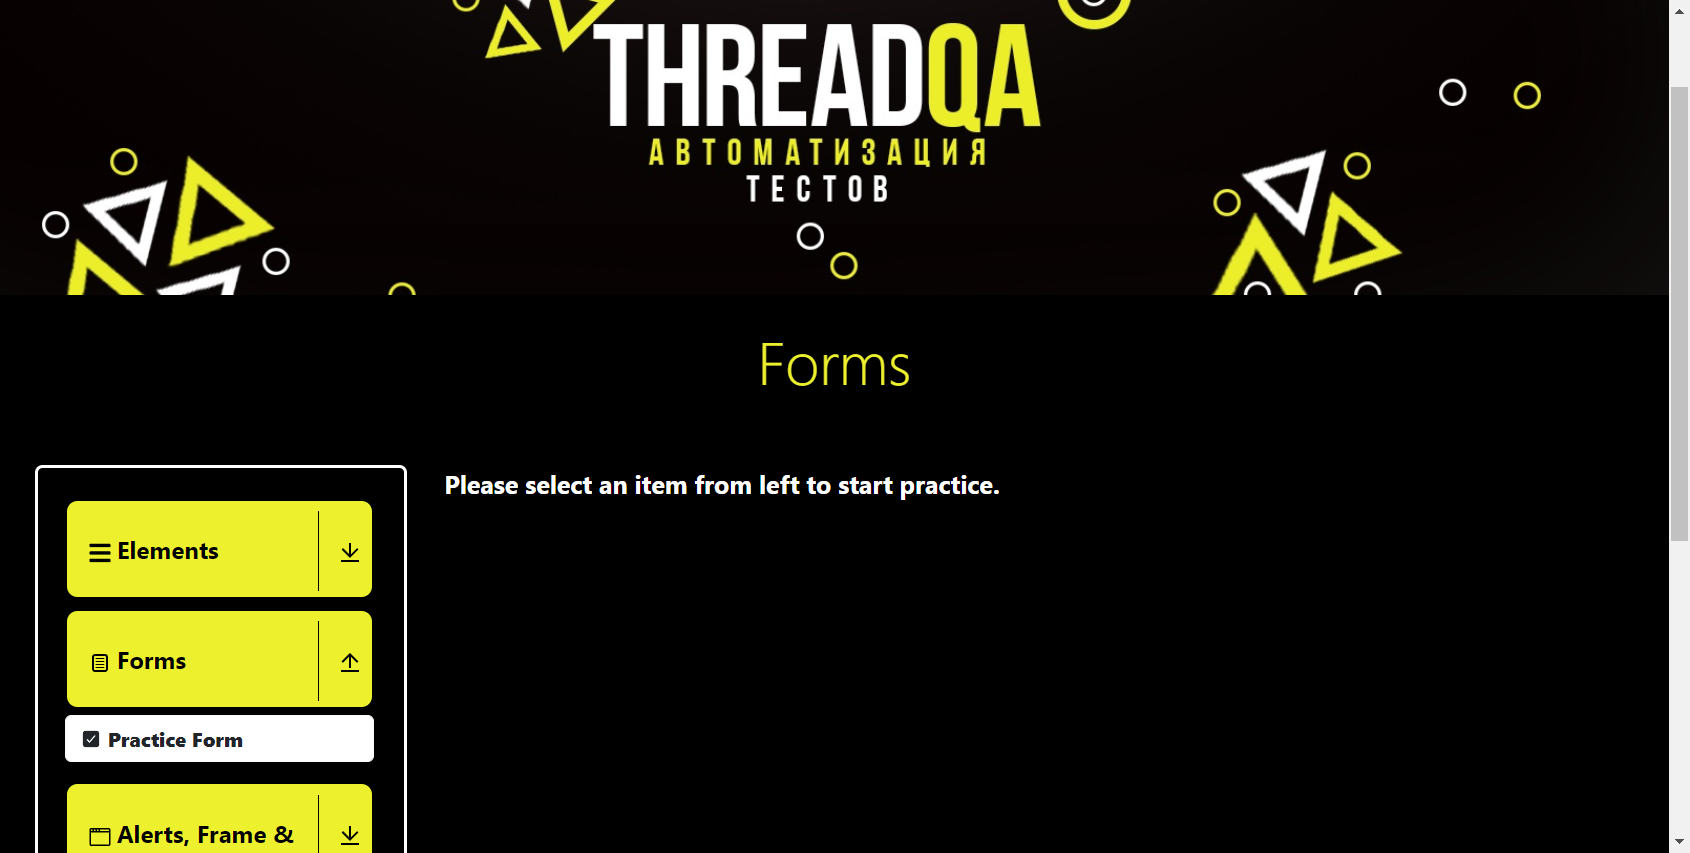 THREADQA
АВТОМАТИЗАЦИЯ
ТЕСТОВ
Forms
Please select an item from left to start practice.
Elements
Forms
Practice Form
Alerts, Frame &